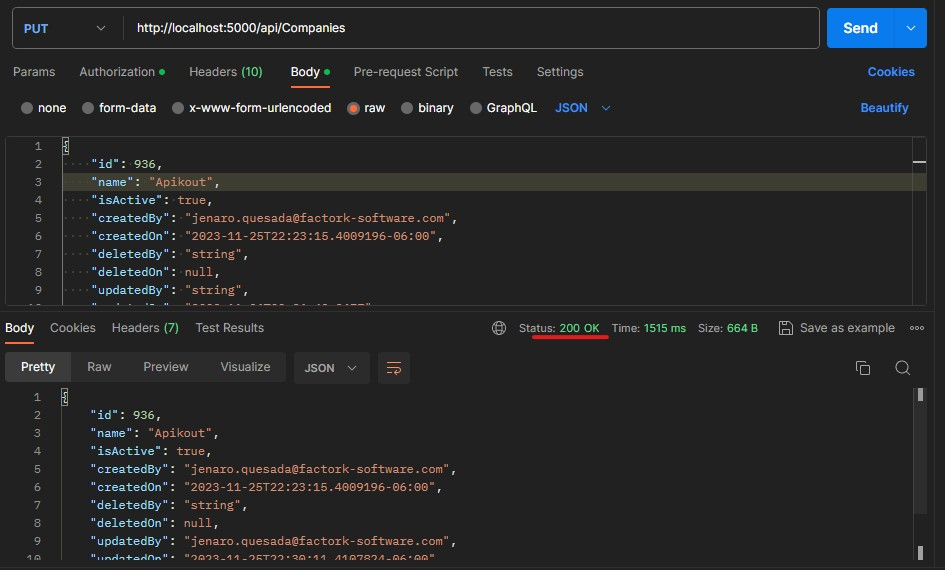 PUT http://localhost:5000/api/Companies Send
Params Authorization Headers (10) Body Pre-request Script Tests Settings Cookies
none form-data x-www-form-urlencoded raw binary GraphQL JSON Beautify
1 {
2 "id": 936,
3 "name": "Apikout",
4 "isActive": true,
5 "createdBy": "jenaro.quesada@factork-software.com",
6 "createdOn": "2023-11-25T22:23:15.4009196-06:00",
7 "deletedBy": "string",
8 "deletedOn": null,
9 "updatedBy": "string",
Body Cookies Headers (7) Test Results Status: 200 OK Time: 1515 ms Size: 664 B Save as example
Pretty Raw Preview Visualize JSON
1 {
2 "id": 936,
3 "name": "Apikout",
4 "isActive": true,
5 "createdBy": "jenaro.quesada@factork-software.com",
6 "createdOn": "2023-11-25T22:23:15.4009196-06:00",
7 "deletedBy": "string",
8 "deletedOn": null,
9 "updatedBy": "jenaro.quesada@factork-software.com",
10 "updatedOn": "2023-11-25T22:30:11.4107824-06:00"